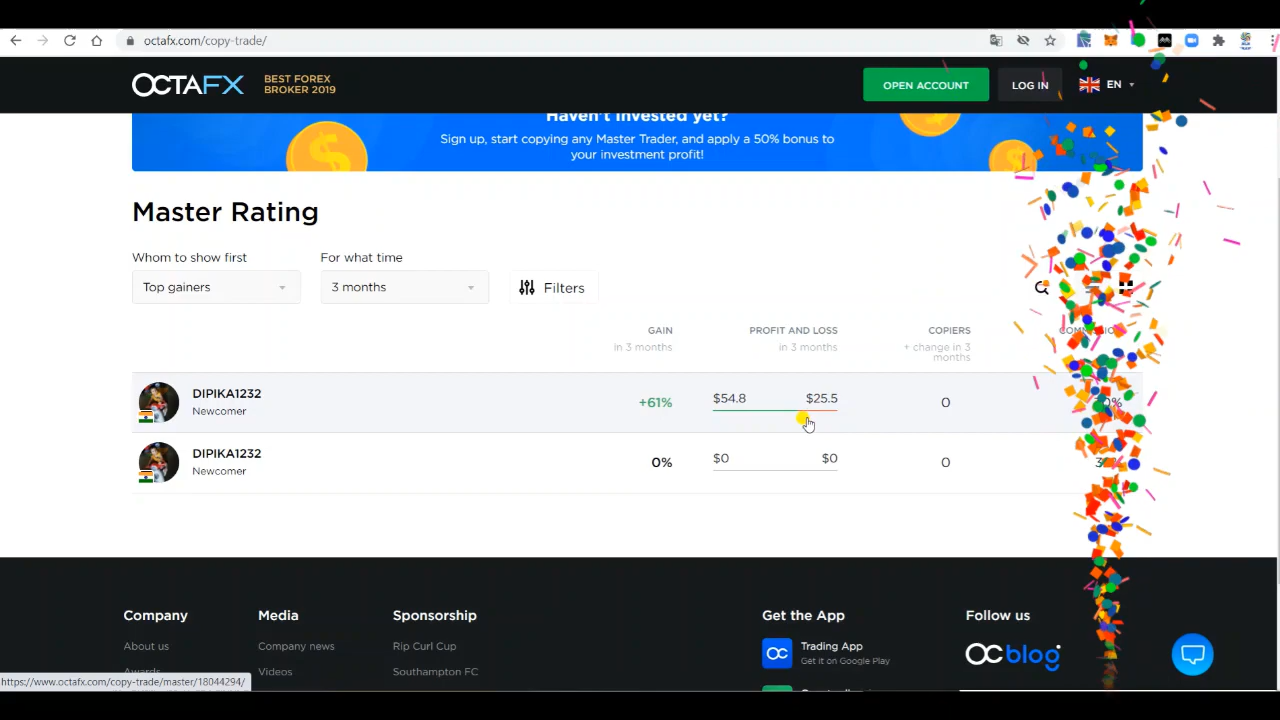 octafx.com/copy-trade/
OCTAFX
BEST FOREX
BROKER 2019
OPEN ACCOUNT
LOG IN
EN
Haven't invested yet?
Sign up, start copying any Master Trader, and apply a 50% bonus to
your investment profit!
Master Rating
Whom to show first
For what time
Top gainers
3 months
Filters
GAIN
PROFIT AND LOSS
COPIERS
in 3 months
in 3 months
+ change in 3
months
DIPIKA1232
Newcomer
+61%
$54.8
$25.5
0
DIPIKA1232
Newcomer
0%
$0
$0
0
Company
Media
Sponsorship
Get the App
Follow us
About us
Company news
Rip Curl Cup
Trading App
Get it on Google Play
OC
OCblog
Awards
Videos
Southampton FC
https://www.octafx.com/copy-trade/master/18044294/